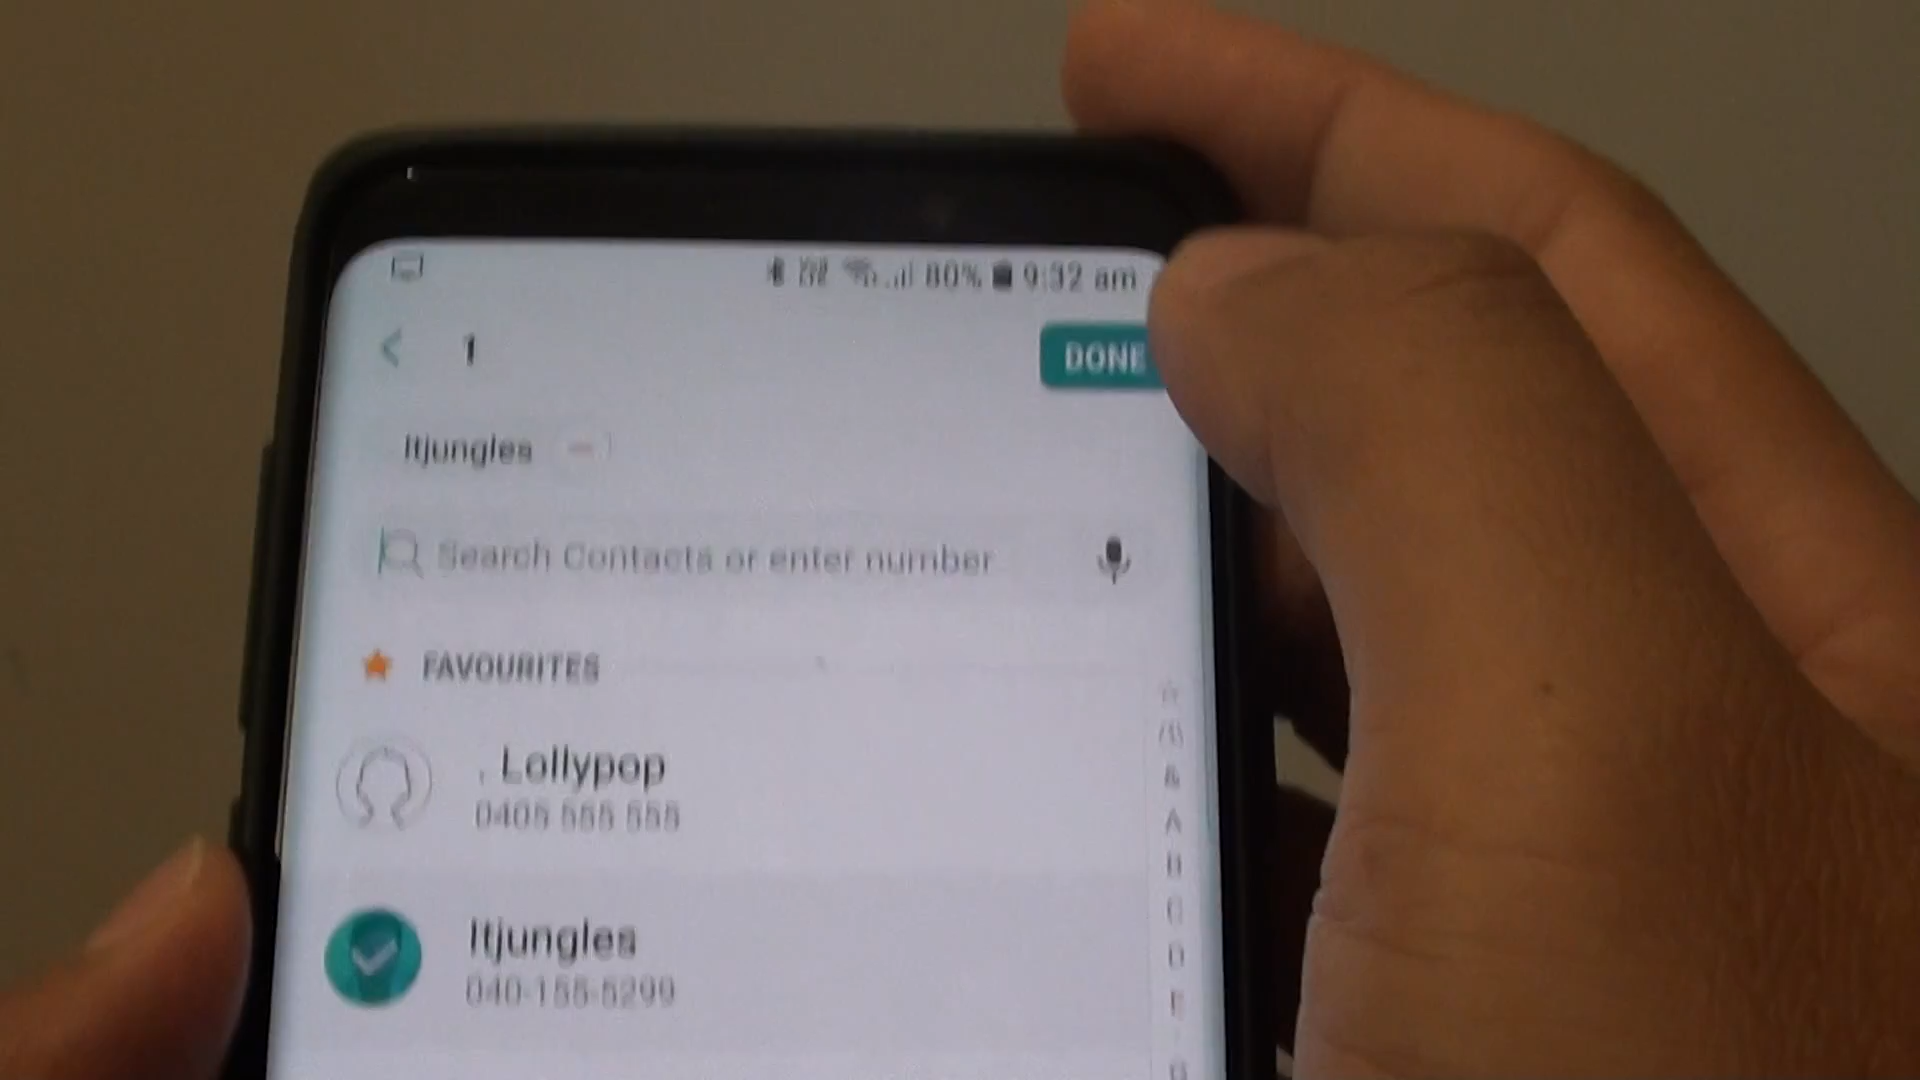 80% 9:32 am
1
DONE
Itjungles
Search Contacts or enter number
FAVOURITES
. Lollypop
0405 555 555
&
A
B
C
D
E
G
Itjungles
040-155-5299